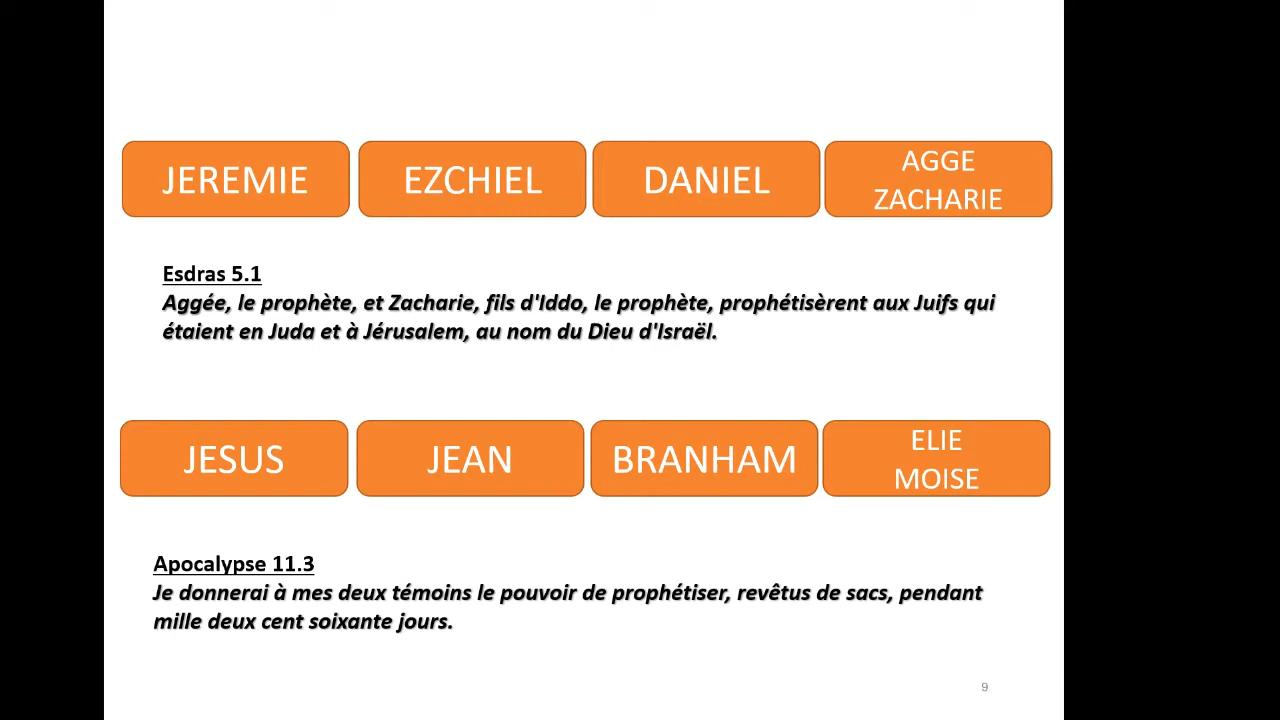 JEREMIE
EZCHIEL
DANIEL
AGGE
ZACHARIE
Esdras 5.1
Aggée, le prophète, et Zacharie, fils d'Iddo, le prophète, prophétisèrent aux Juifs qui
étaient en Juda et à Jérusalem, au nom du Dieu d'Israël.
JESUS
JEAN
BRANHAM
ELIE
MOISE
Apocalypse 11.3
Je donnerai à mes deux témoins le pouvoir de prophétiser, revêtus de sacs, pendant
mille deux cent soixante jours.
9